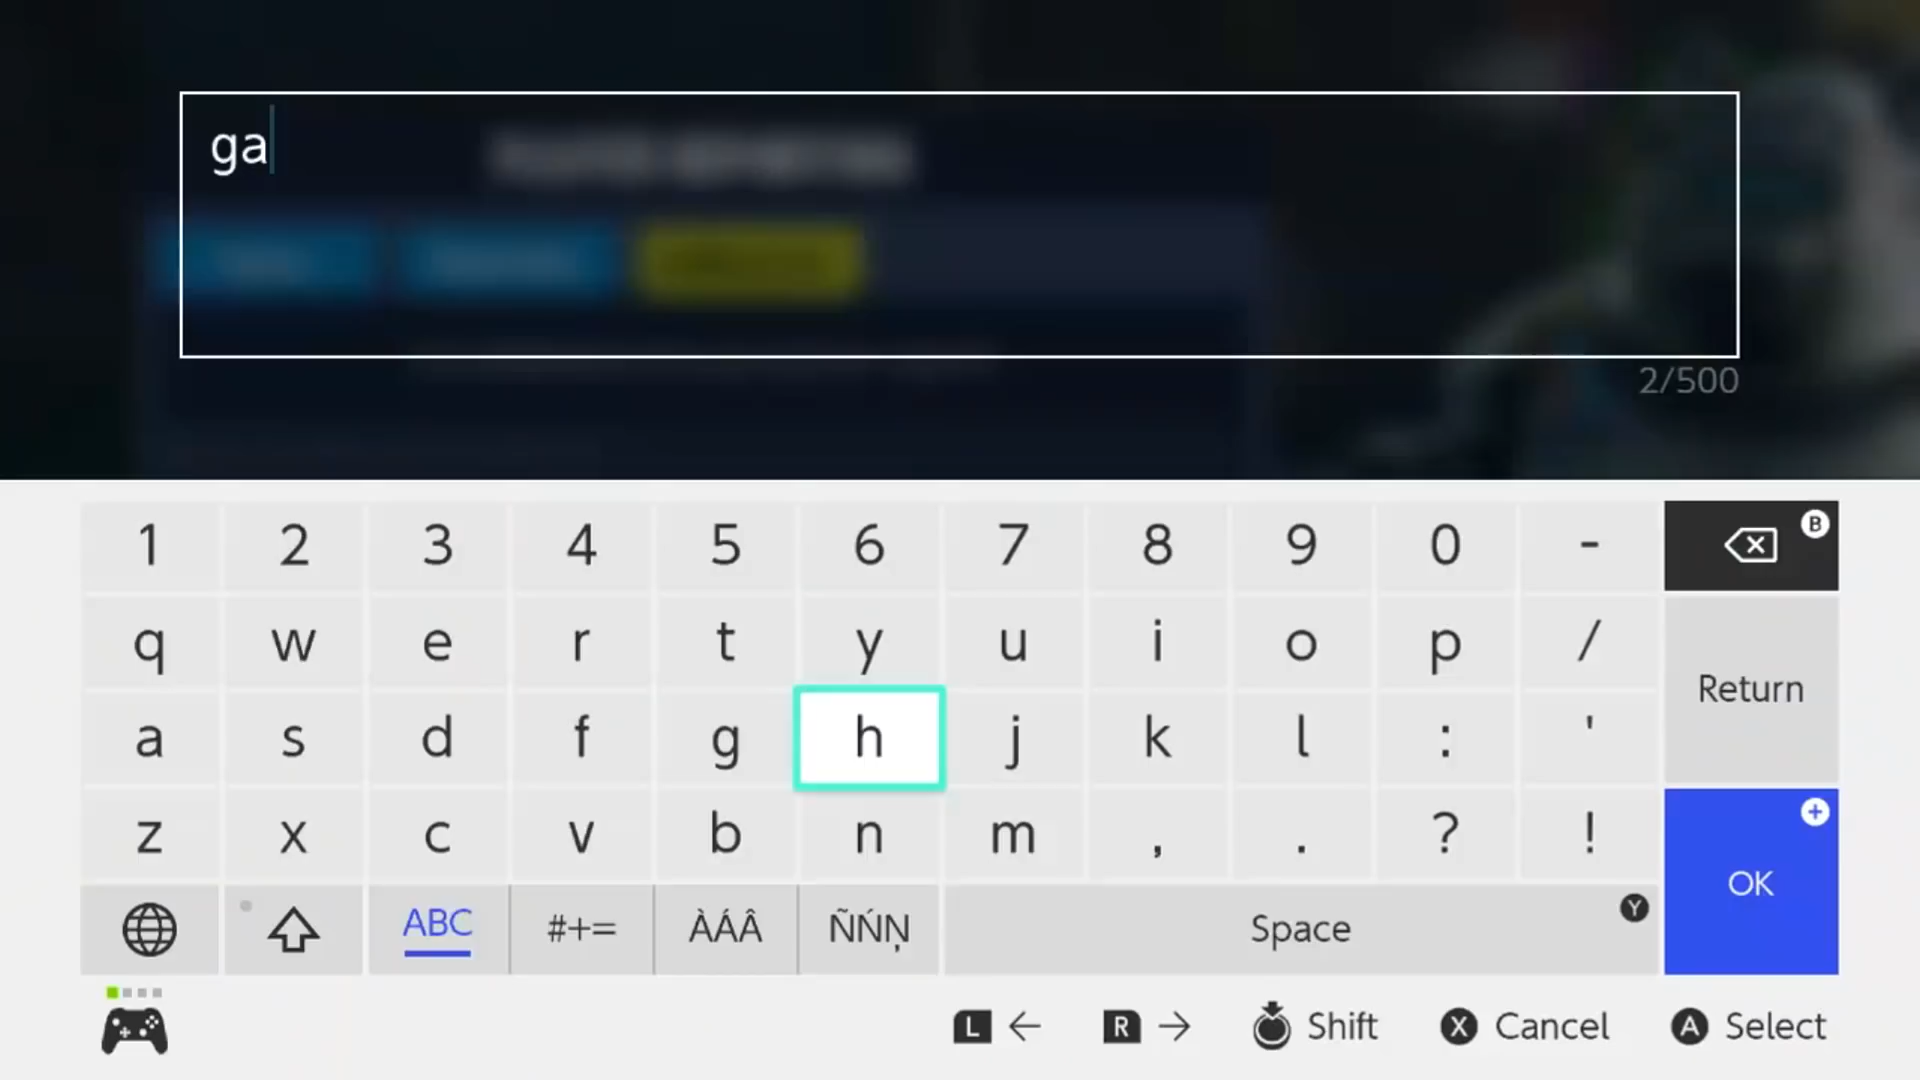 ga
2/500
1 2 3 4 5 6 7 8 9 0 - B
q w e r t y u i o p /
Return
a s d f g h j k l : '
z x c v b n m , . ? ! +
OK
ABC #+= ÀÁÂ ÑŃŅ Space Y
L ← R → Shift X Cancel A Select